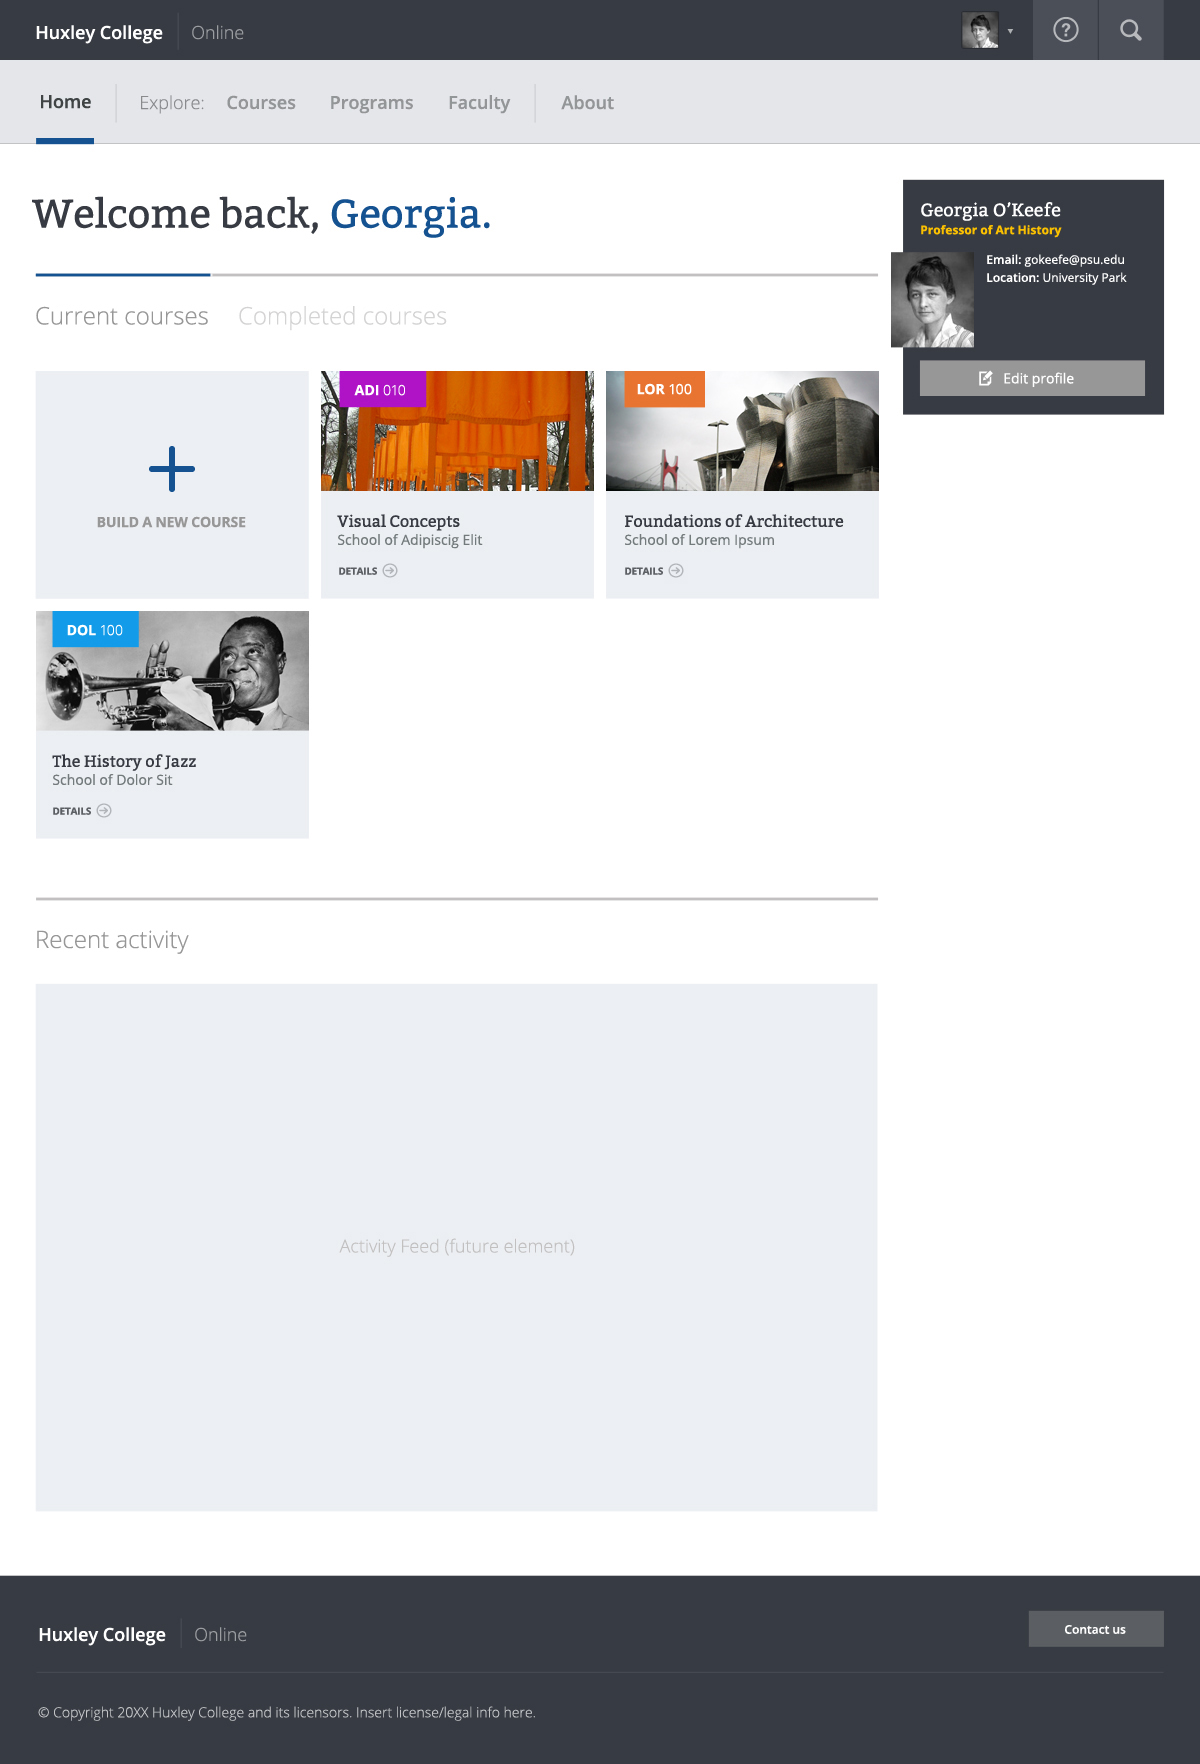 Huxley College Online
?
Home Explore: Courses Programs Faculty About
Welcome back, Georgia.
Georgia O'Keefe
Professor of Art History
Email: gokeefe@psu.edu
Location: University Park
Edit profile
Current courses Completed courses
BUILD A NEW COURSE
ADI 010
Visual Concepts
School of Adipiscig Elit
DETAILS
LOR 100
Foundations of Architecture
School of Lorem Ipsum
DETAILS
DOL 100
The History of Jazz
School of Dolor Sit
DETAILS
Recent activity
Activity Feed (future element)
Huxley College Online
Contact us
© Copyright 20XX Huxley College and its licensors. Insert license/legal info here.